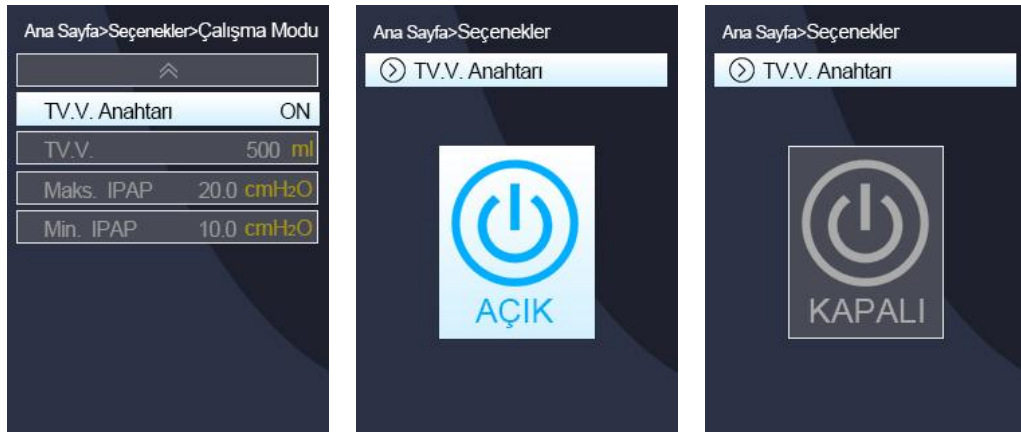 Ana Sayfa>Seçenekler>Çalışma Modu
TV.V. Anahtarı ON
TV.V. 500 ml
Maks. IPAP 20.0 cmH2O
Min. IPAP 10.0 cmH2O
Ana Sayfa>Seçenekler
TV.V. Anahtarı
AÇIK
Ana Sayfa>Seçenekler
TV.V. Anahtarı
KAPALI